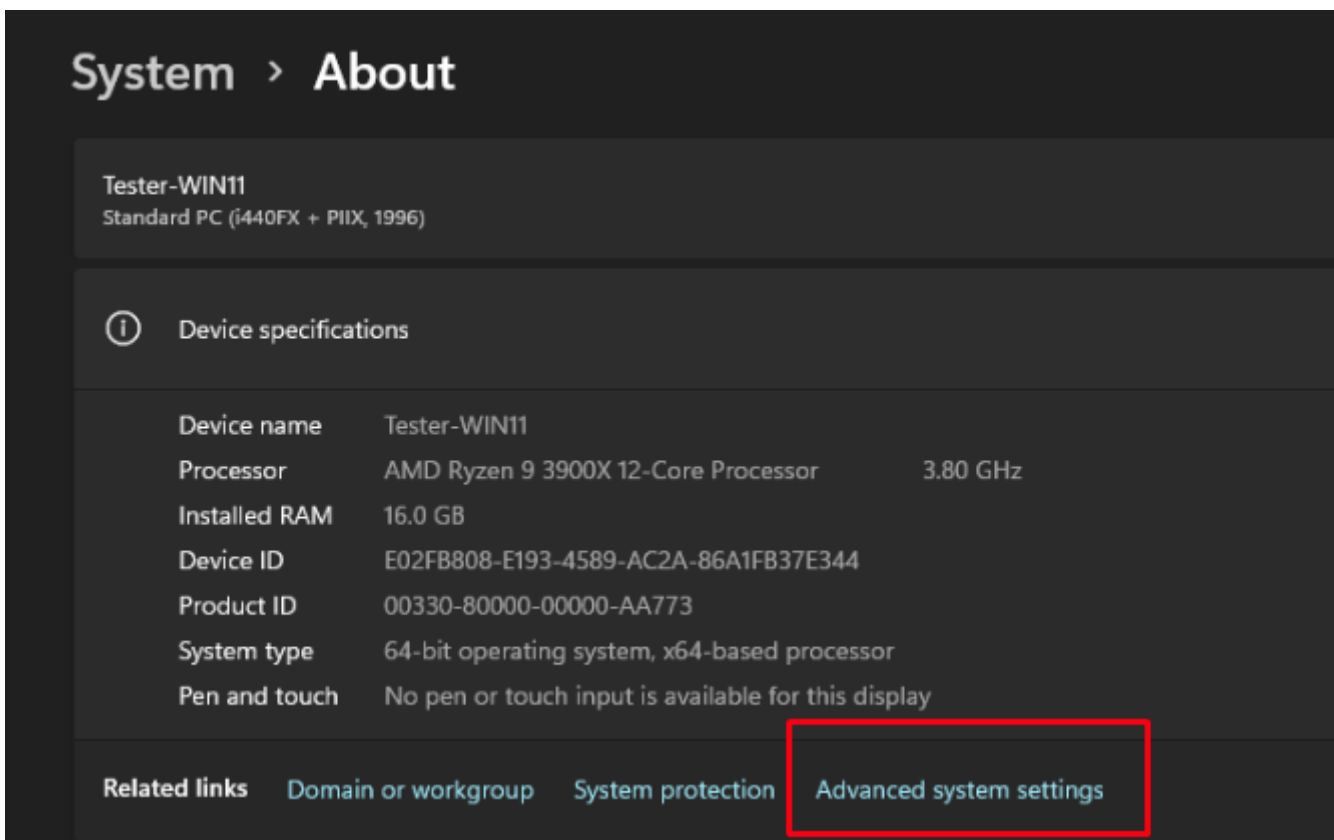 System > About
Tester-WIN11
Standard PC (i440FX + PIIX, 1996)
Device specifications
Device name Tester-WIN11
Processor AMD Ryzen 9 3900X 12-Core Processor 3.80 GHz
Installed RAM 16.0 GB
Device ID E02FB808-E193-4589-AC2A-86A1FB37E344
Product ID 00330-80000-00000-AA773
System type 64-bit operating system, x64-based processor
Pen and touch No pen or touch input is available for this display
Related links Domain or workgroup System protection Advanced system settings